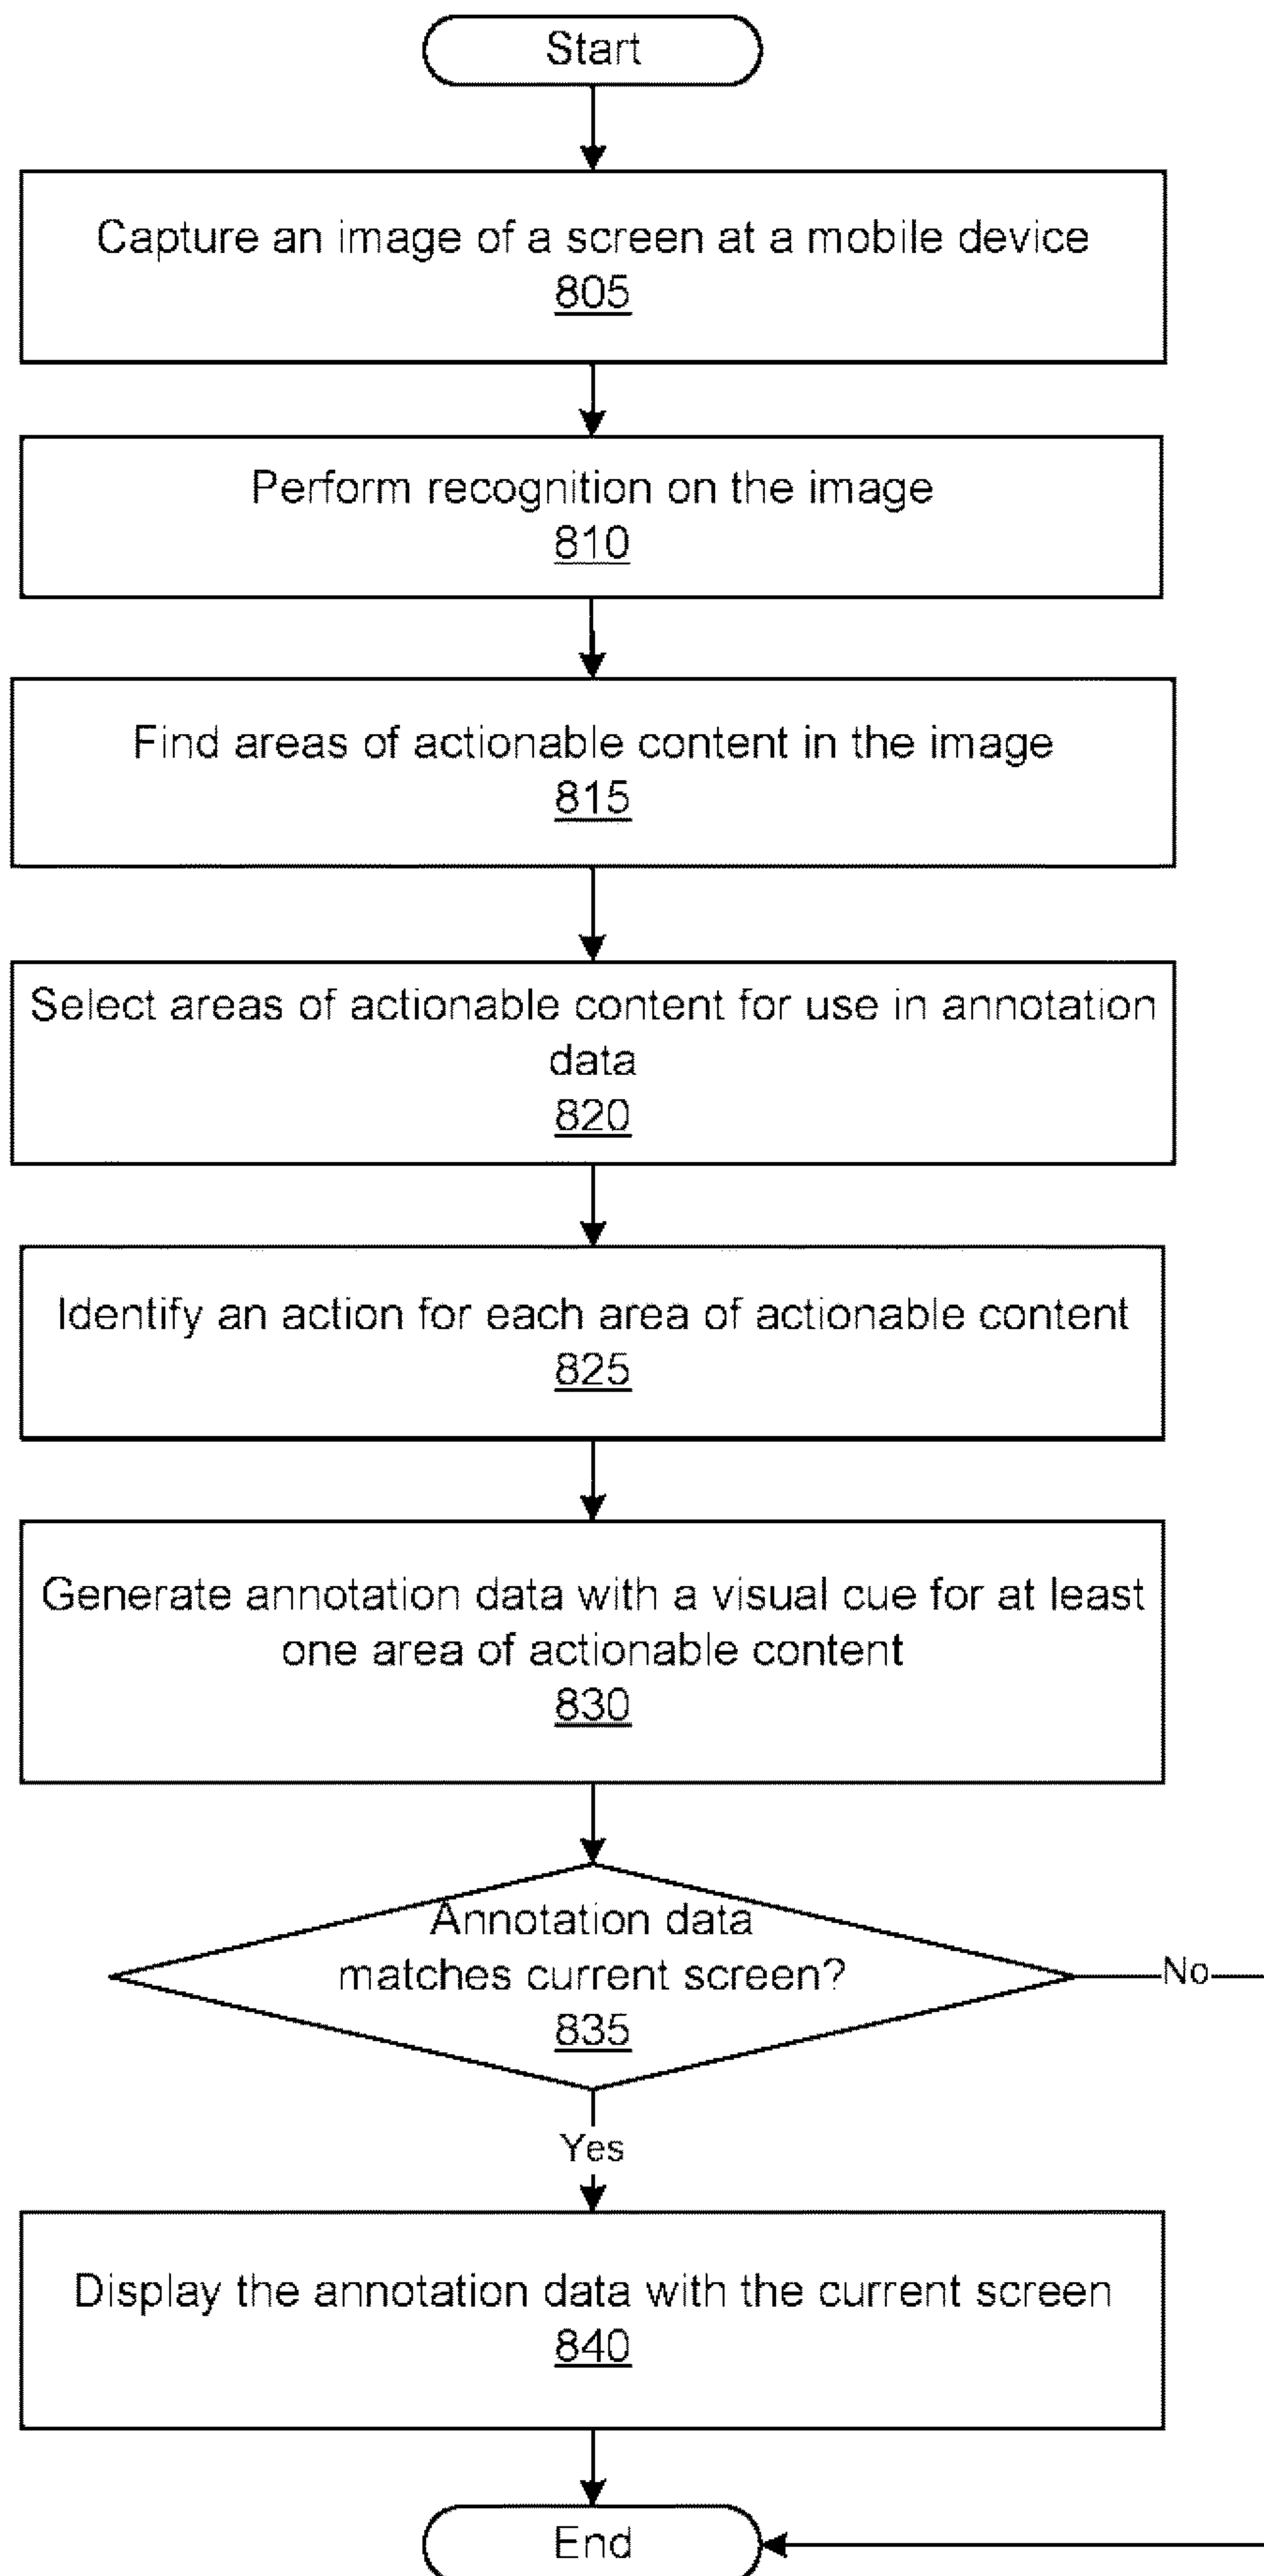 Start
Capture an image of a screen at a mobile device
805
Perform recognition on the image
810
Find areas of actionable content in the image
815
Select areas of actionable content for use in annotation
data
820
Identify an action for each area of actionable content
825
Generate annotation data with a visual cue for at least
one area of actionable content
830
Annotation data
matches current screen?
835
No
Yes
Display the annotation data with the current screen
840
End